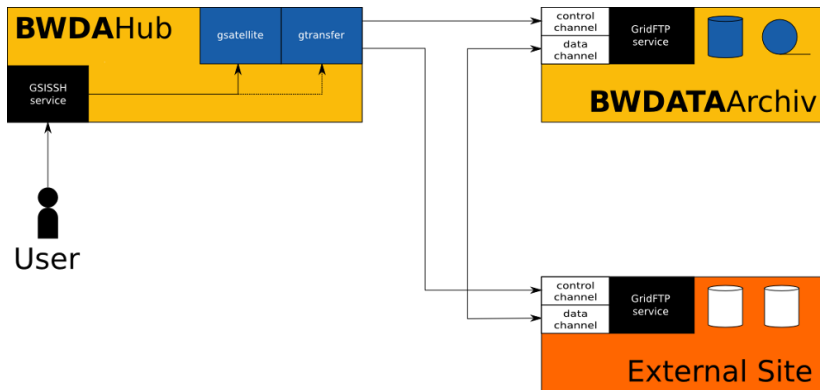 BWDAHub
gsatellite
gtransfer
GSISSH
service
User
control
channel
data
channel
GridFTP
service
BWDATAArchiv
control
channel
data
channel
GridFTP
service
External Site